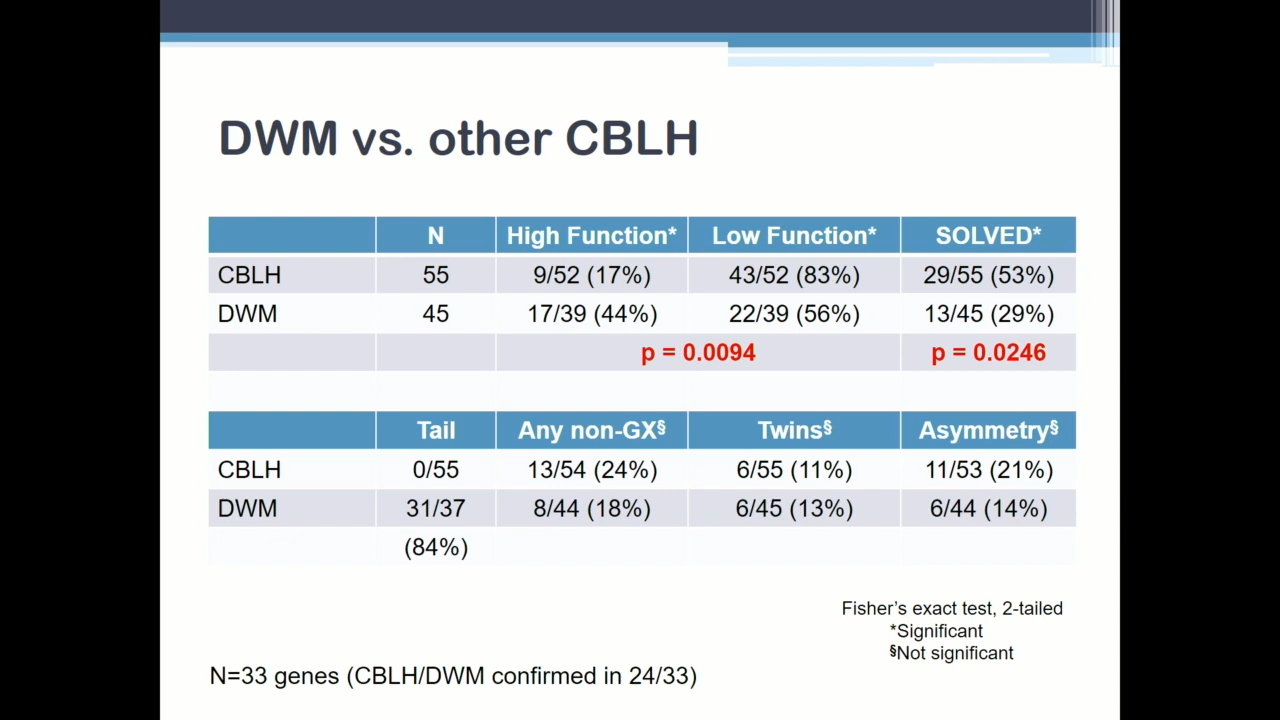 DWM vs. other CBLH
N High Function* Low Function* SOLVED*
CBLH 55 9/52 (17%) 43/52 (83%) 29/55 (53%)
DWM 45 17/39 (44%) 22/39 (56%) 13/45 (29%)
p = 0.0094 p = 0.0246
Tail Any non-GX§ Twins§ Asymmetry§
CBLH 0/55 13/54 (24%) 6/55 (11%) 11/53 (21%)
DWM 31/37 8/44 (18%) 6/45 (13%) 6/44 (14%)
(84%)
Fisher’s exact test, 2-tailed
*Significant
§Not significant
N=33 genes (CBLH/DWM confirmed in 24/33)